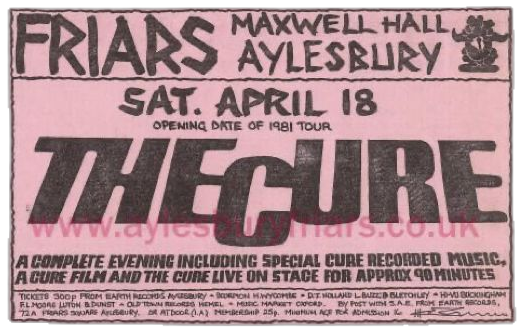 FRIARS MAXWELL HALL
AYLESBURY
SAT. APRIL 18
OPENING DATE OF 1981 TOUR
THE CURE
www.aylesburyfriars.co.uk
A COMPLETE EVENING INCLUDING SPECIAL CURE RECORDED MUSIC,
A CURE FILM AND THE CURE LIVE ON STAGE FOR APPROX 90 MINUTES
TICKETS 300p FROM EARTH RECORDS AYLESBURY - SCORPION H.WYCOMBE - D.T. HOLLAND L.BUZZ & BLETCHLEY - HI-VU BUCKINGHAM
F.L. MOORE LUTON & DUNST - OLD TOWN RECORDS HEMEL - MUSIC MARKET OXFORD. BY POST WITH S.A.E. FROM EARTH RECORDS,
72A FRIARS SQUARE AYLESBURY. OR AT DOOR. (I.A.) MEMBERSHIP 25p. MINIMUM AGE FOR ADMISSION 16